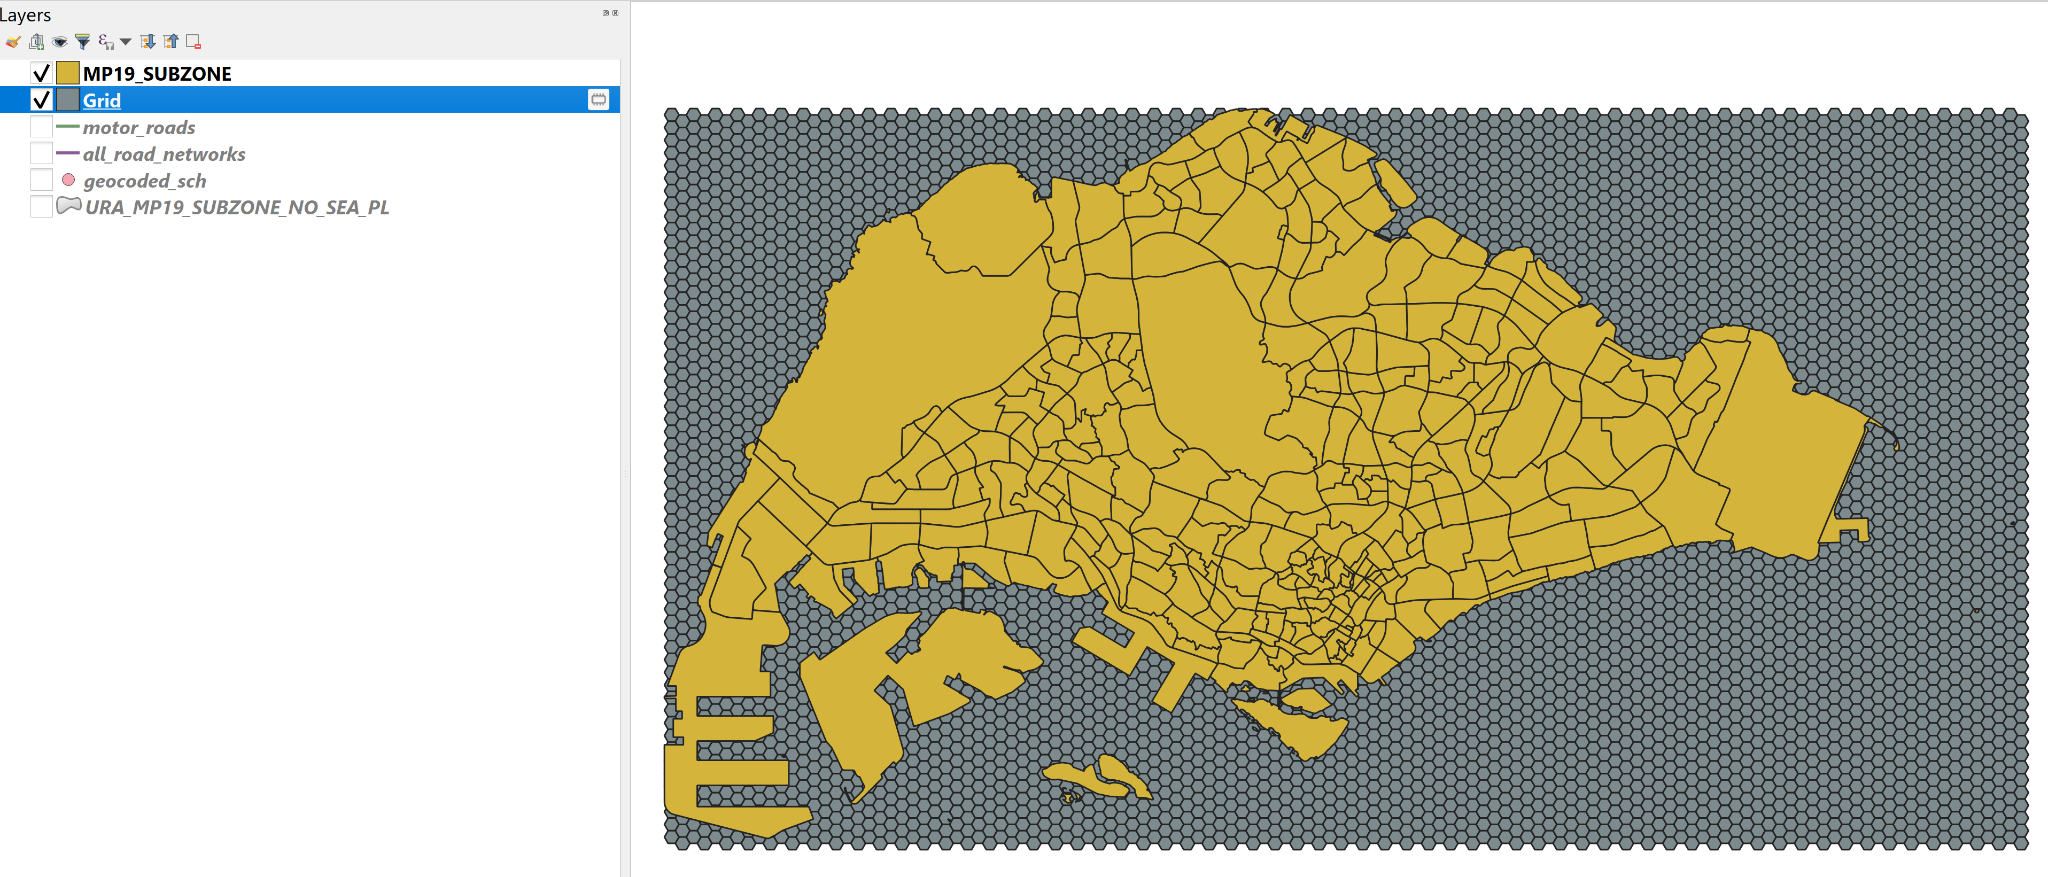 Layers
MP19_SUBZONE
Grid
motor_roads
all_road_networks
geocoded_sch
URA_MP19_SUBZONE_NO_SEA_PL